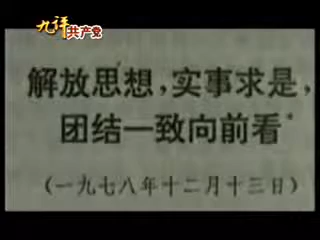 九评
共产党
解放思想，实事求是，
团结一致向前看*
（一九七八年十二月十三日）